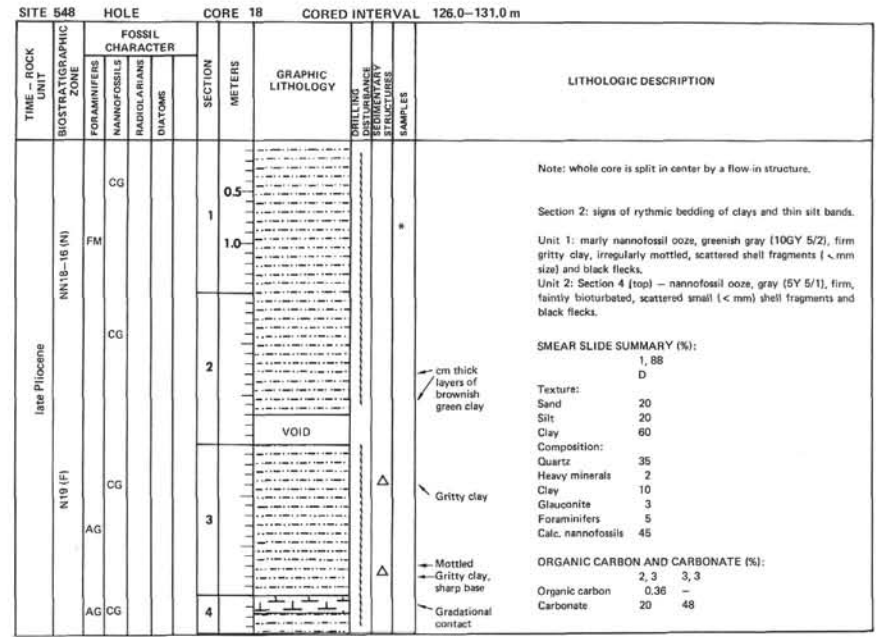 SITE 548 HOLE CORE 18 CORED INTERVAL 126.0–131.0 m
TIME – ROCK UNIT
BIOSTRATIGRAPHIC ZONE
FOSSIL CHARACTER
FORAMINIFERS
NANNOFOSSILS
RADIOLARIANS
DIATOMS
SECTION
METERS
GRAPHIC LITHOLOGY
DRILLING DISTURBANCE
SEDIMENTARY STRUCTURES
SAMPLES
LITHOLOGIC DESCRIPTION
late Pliocene
NN18–16 (N)
N19 (F)
CG
FM
CG
CG
AG
AG CG
0.5
1
1.0
2
VOID
3
4
*
cm thick
layers of
brownish
green clay
Gritty clay
Mottled
Gritty clay,
sharp base
Gradational
contact
Note: whole core is split in center by a flow-in structure.
Section 2: signs of rythmic bedding of clays and thin silt bands.
Unit 1: marly nannofossil ooze, greenish gray (10GY 5/2), firm
gritty clay, irregularly mottled, scattered shell fragments (<mm
size) and black flecks.
Unit 2: Section 4 (top) – nannofossil ooze, gray (5Y 5/1), firm,
faintly bioturbated, scattered small (< mm) shell fragments and
black flecks.
SMEAR SLIDE SUMMARY (%):
1, 88
D
Texture:
Sand 20
Silt 20
Clay 60
Composition:
Quartz 35
Heavy minerals 2
Clay 10
Glauconite 3
Foraminifers 5
Calc. nannofossils 45
ORGANIC CARBON AND CARBONATE (%):
2, 3 3, 3
Organic carbon 0.36 –
Carbonate 20 48